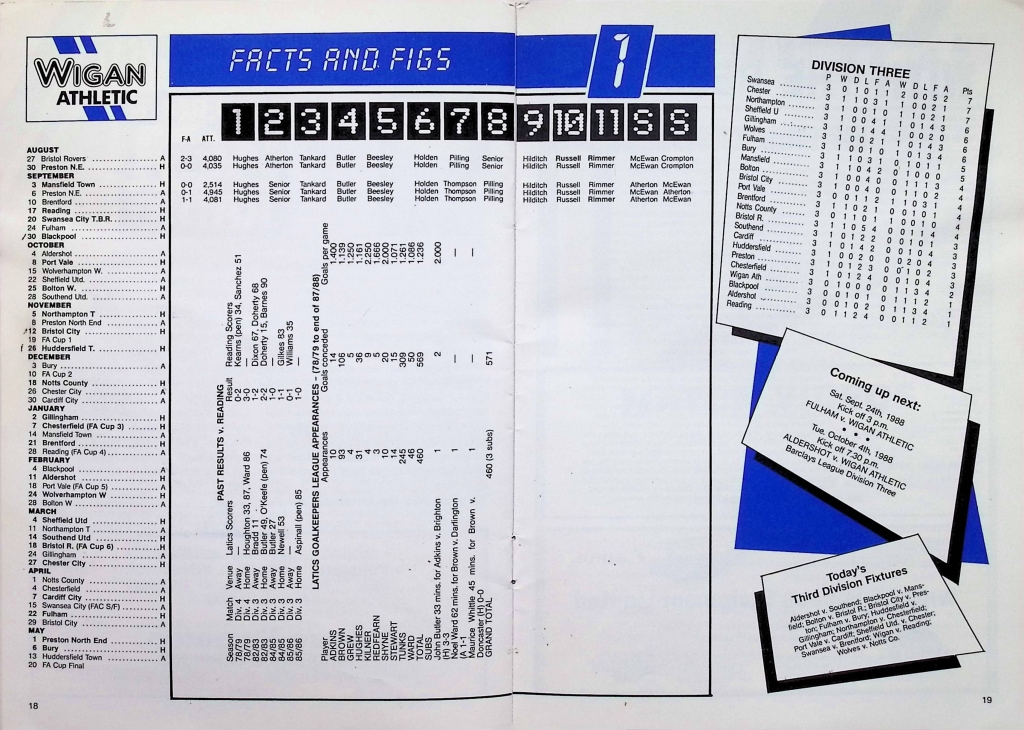 WIGAN
ATHLETIC
FACTS AND FIGS
1
F-A ATT. 1 2 3 4 5 6 7 8 9 10 11 S S
AUGUST
27 Bristol Rovers A 2-3 4,080 Hughes Atherton Tankard Butler Beesley Holden Pilling Senior Hilditch Russell Rimmer McEwan Crompton
30 Preston N.E. H 0-0 4,035 Hughes Atherton Tankard Butler Beesley Holden Pilling Senior Hilditch Russell Rimmer McEwan Crompton
SEPTEMBER
3 Mansfield Town H 0-0 2,514 Hughes Senior Tankard Butler Beesley Holden Thompson Pilling Hilditch Russell Rimmer Atherton McEwan
6 Preston N.E. A 0-1 4,945 Hughes Senior Tankard Butler Beesley Holden Thompson Pilling Hilditch Russell Rimmer McEwan Atherton
10 Brentford A 1-1 4,081 Hughes Senior Tankard Butler Beesley Holden Thompson Pilling Hilditch Russell Rimmer Atherton McEwan
17 Reading H
20 Swansea City T.B.R. H
24 Fulham A
30 Blackpool H
OCTOBER
4 Aldershot A
8 Port Vale H
15 Wolverhampton W. A
22 Sheffield Utd. A
25 Bolton W. H
28 Southend Utd. A
NOVEMBER
5 Northampton T H
8 Preston North End A
12 Bristol City H
19 FA Cup 1
26 Huddersfield T. H
DECEMBER
3 Bury A
10 FA Cup 2
18 Notts County H
26 Chester City A
30 Cardiff City A
JANUARY
2 Gillingham H
7 Chesterfield (FA Cup 3) H
14 Mansfield Town A
21 Brentford H
28 Reading (FA Cup 4) A
FEBRUARY
4 Blackpool A
11 Aldershot H
18 Port Vale (FA Cup 5) A
24 Wolverhampton W H
28 Bolton W A
MARCH
4 Sheffield Utd H
11 Northampton T A
14 Southend Utd H
18 Bristol R. (FA Cup 6) H
24 Gillingham A
27 Chester City H
APRIL
1 Notts County A
4 Chesterfield A
7 Cardiff City H
15 Swansea City (FAC S/F) A
22 Fulham H
29 Bristol City A
MAY
1 Preston North End H
6 Bury H
13 Huddersfield Town A
20 FA Cup Final
PAST RESULTS v. READING
Season Match Venue Latics Scorers Result Reading Scorers
78/79 Div. 4 Away — 0-2 Kearns (pen) 34, Sanchez 51
78/79 Div. 4 Home Houghton 33, 87, Ward 86 3-0 —
82/83 Div. 3 Away Bradd 11 1-2 Dixon 67, Doherty 68
82/83 Div. 3 Home Butler 49, O'Keefe (pen) 74 2-2 Doherty 15, Barnes 90
84/85 Div. 3 Away Butler 27 1-0 —
84/85 Div. 3 Home Newell 53 1-1 Gilkes 83
85/86 Div. 3 Away — 0-1 Williams 35
85/86 Div. 3 Home Aspinall (pen) 85 1-0 —
LATICS GOALKEEPERS LEAGUE APPEARANCES – (78/79 to end of 87/88)
Player Appearances Goals conceded Goals per game
ADKINS 10 14 1.400
BROWN 93 106 1.139
GREW 4 5 1.250
HUGHES 31 36 1.161
KILNER 4 9 2.250
REDFEARN 3 5 1.666
SHYNE 10 20 2.000
STEWART 14 15 1.071
TUNKS 245 309 1.261
WARD 46 50 1.086
TOTAL 460 569 1.236
SUBS
John Butler 33 mins. for Adkins v. Brighton
(H) 3-3 1 2 2.000
Noel Ward 62 mins. for Brown v. Darlington
(A) 1-1 1 — —
Maurice Whittle 45 mins. for Brown v.
Doncaster (H) 0-0 1 — —
GRAND TOTAL 460 (3 subs) 571
DIVISION THREE
P W D L F A W D L F A Pts
Swansea
Chester
Northampton
Sheffield U
Gillingham
Wolves
Fulham
Bury
Mansfield
Bolton
Bristol City
Port Vale
Brentford
Notts County
Bristol R.
Southend
Cardiff
Huddersfield
Preston
Chesterfield
Wigan Ath
Blackpool
Aldershot
Reading
Coming up next:
Sat. Sept. 24th, 1988
Kick off 3 p.m.
FULHAM v. WIGAN ATHLETIC
• • •
Tue. October 4th, 1988
Kick off 7.30 p.m.
ALDERSHOT v. WIGAN ATHLETIC
Barclays League Division Three
Today's
Third Division Fixtures
Aldershot v. Southend; Blackpool v. Mans-
field; Bolton v. Bristol R.; Bristol City v. Pres-
ton; Fulham v. Bury; Huddersfield v.
Gillingham; Northampton v. Chesterfield;
Port Vale v. Cardiff; Sheffield Utd. v. Chester;
Swansea v. Brentford; Wigan v. Reading;
Wolves v. Notts Co.
18
19